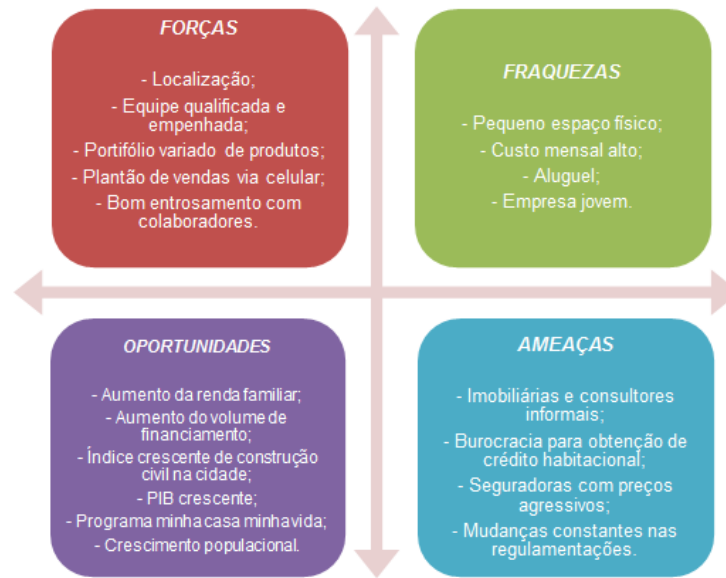 FORÇAS
- Localização;
- Equipe qualificada e
empenhada;
- Portifólio variado de produtos;
- Plantão de vendas via celular;
- Bom entrosamento com
colaboradores.
FRAQUEZAS
- Pequeno espaço físico;
- Custo mensal alto;
- Aluguel;
- Empresa jovem.
OPORTUNIDADES
- Aumento da renda familiar;
- Aumento do volume de
financiamento;
- Índice crescente de construção
civil na cidade;
- PIB crescente;
- Programa minha casa minha vida;
- Crescimento populacional.
AMEAÇAS
- Imobiliárias e consultores
informais;
- Burocracia para obtenção de
crédito habitacional;
- Seguradoras com preços
agressivos;
- Mudanças constantes nas
regulamentações.